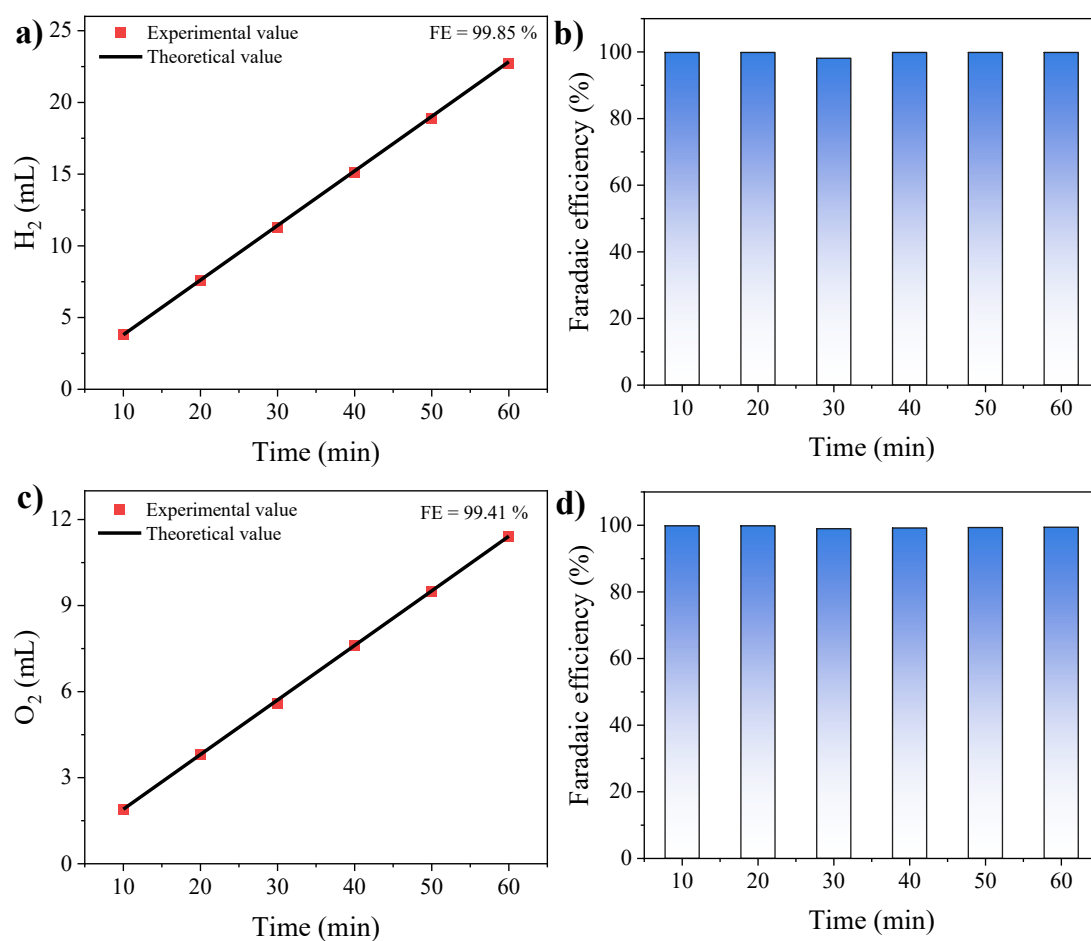 a)
Experimental value
Theoretical value
FE = 99.85 %
25
20
15
10
5
0
H2 (mL)
10 20 30 40 50 60
Time (min)
b)
100
80
60
40
20
0
Faradaic efficiency (%)
10 20 30 40 50 60
Time (min)
c)
Experimental value
Theoretical value
FE = 99.41 %
12
9
6
3
0
O2 (mL)
10 20 30 40 50 60
Time (min)
d)
100
80
60
40
20
0
Faradaic efficiency (%)
10 20 30 40 50 60
Time (min)